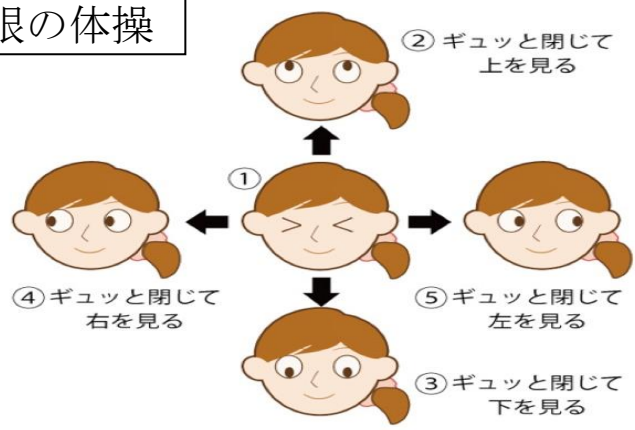 眼の体操
② ギュッと閉じて
上を見る
①
④ ギュッと閉じて
右を見る
⑤ ギュッと閉じて
左を見る
③ ギュッと閉じて
下を見る